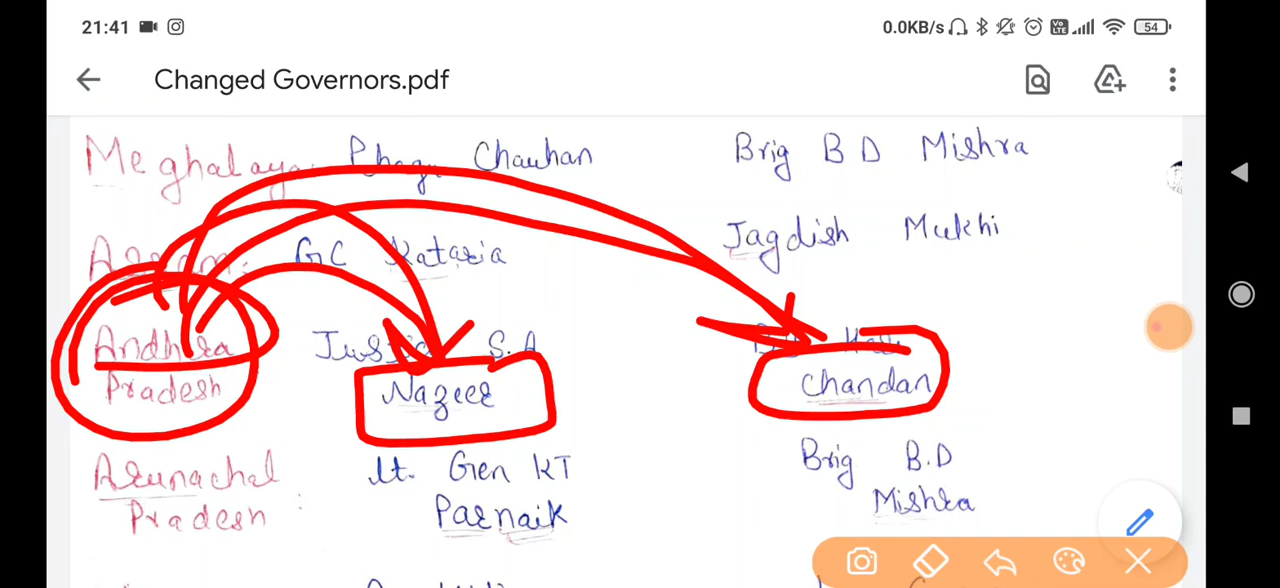 21:41 0.0KB/s 54
Changed Governors.pdf
Meghalaya Chauhan Brig B D Mishra
GC Kataria Jagdish Mukhi
Andhra S.A
Pradesh Nazeer Chandan
Arunachal lt. Gen KT Brig B.D
Pradesh : Parnaik Mishra